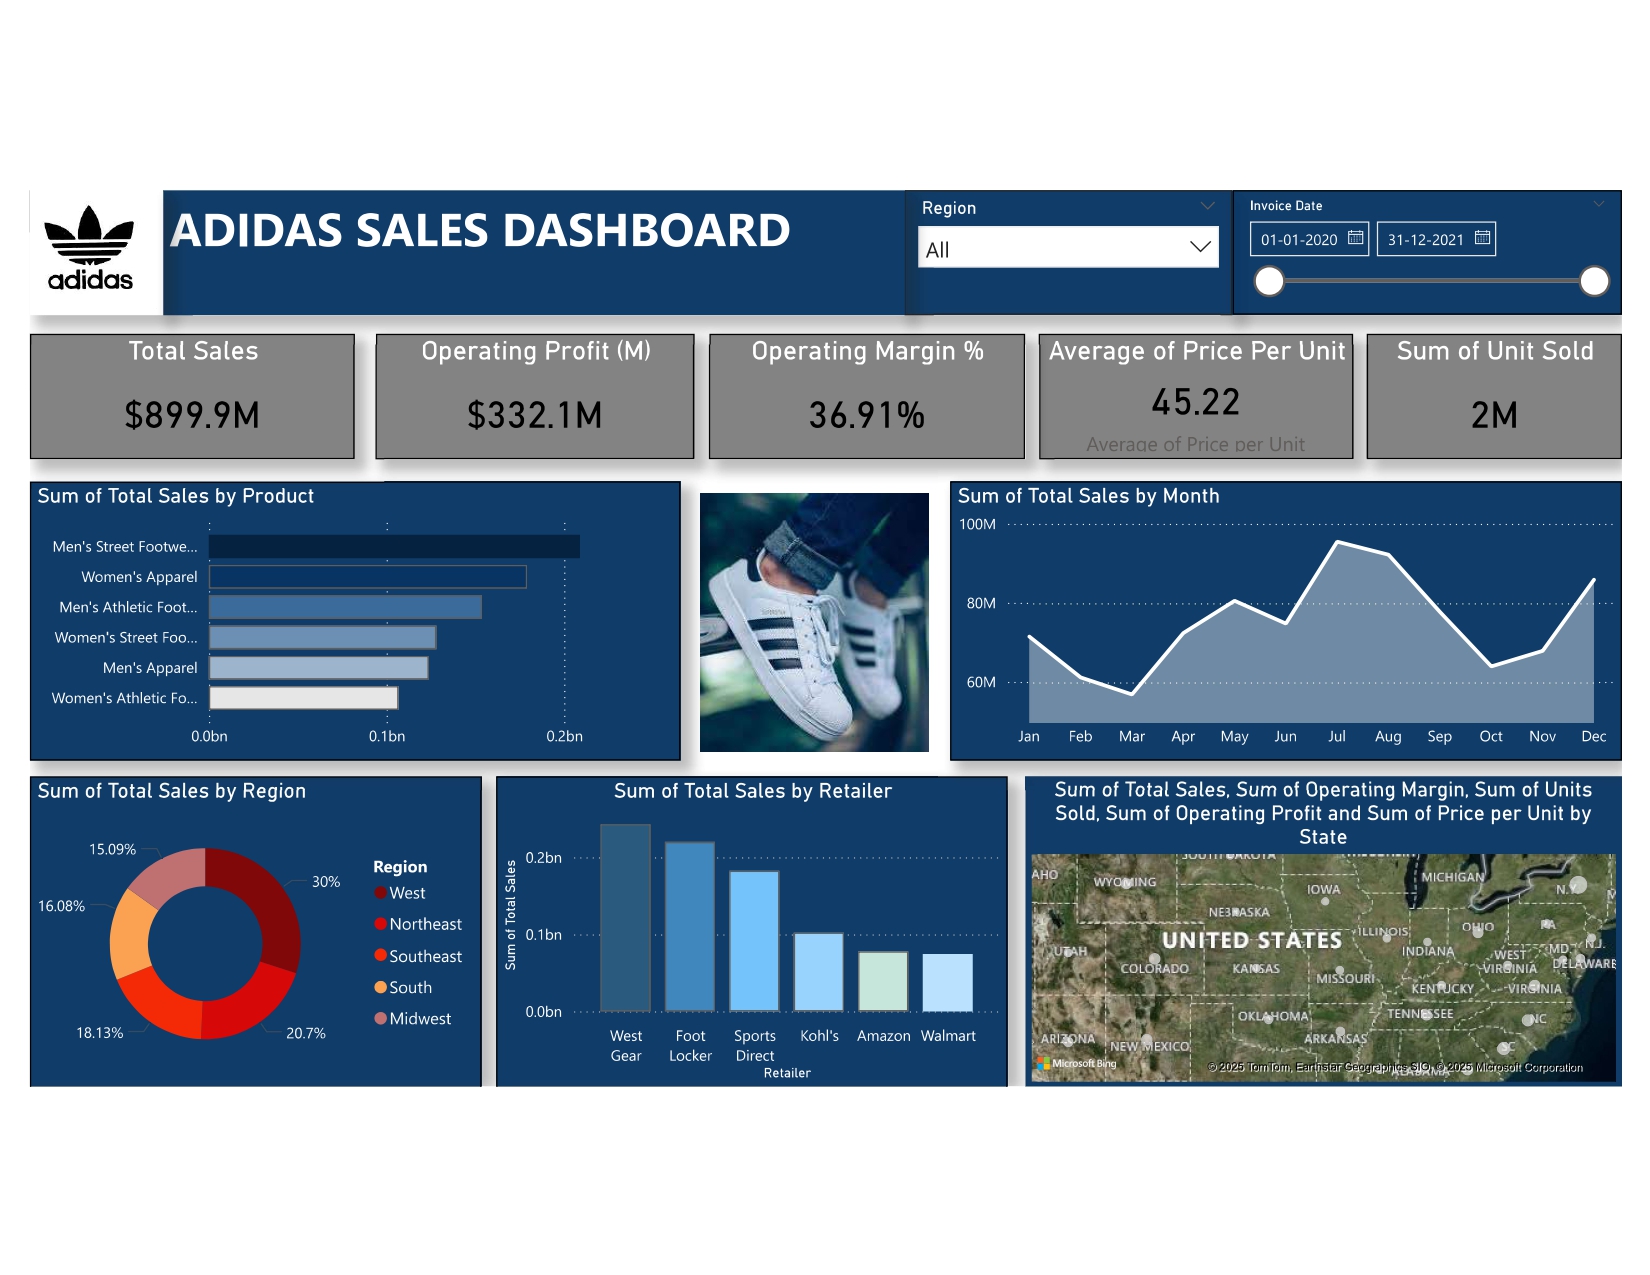 adidas
ADIDAS SALES DASHBOARD
Region
All
Invoice Date
01-01-2020
31-12-2021
Total Sales
$899.9M
Operating Profit (M)
$332.1M
Operating Margin %
36.91%
Average of Price Per Unit
45.22
Average of Price per Unit
Sum of Unit Sold
2M
Sum of Total Sales by Product
Men's Street Footwe...
Women's Apparel
Men's Athletic Foot...
Women's Street Foo...
Men's Apparel
Women's Athletic Fo...
0.0bn
0.1bn
0.2bn
Sum of Total Sales by Month
100M
80M
60M
Jan
Feb
Mar
Apr
May
Jun
Jul
Aug
Sep
Oct
Nov
Dec
Sum of Total Sales by Region
15.09%
30%
16.08%
18.13%
20.7%
Region
West
Northeast
Southeast
South
Midwest
Sum of Total Sales by Retailer
Sum of Total Sales
0.2bn
0.1bn
0.0bn
West
Gear
Foot
Locker
Sports
Direct
Kohl's
Amazon
Walmart
Retailer
Sum of Total Sales, Sum of Operating Margin, Sum of Units
Sold, Sum of Operating Profit and Sum of Price per Unit by
State
SOUTH DAKOTA
AHO
WYOMING
IOWA
MICHIGAN
N.Y.
NEBRASKA
UNITED STATES
ILLINOIS
OHIO
PA
UTAH
INDIANA
MD.
N.J.
COLORADO
KANSAS
MISSOURI
WEST
VIRGINIA
DELAWARE
KENTUCKY
VIRGINIA
OKLAHOMA
TENNESSEE
NC
ARIZONA
NEW MEXICO
ARKANSAS
SC
ALABAMA
Microsoft Bing
© 2025 TomTom, Earthstar Geographics SIO, © 2025 Microsoft Corporation